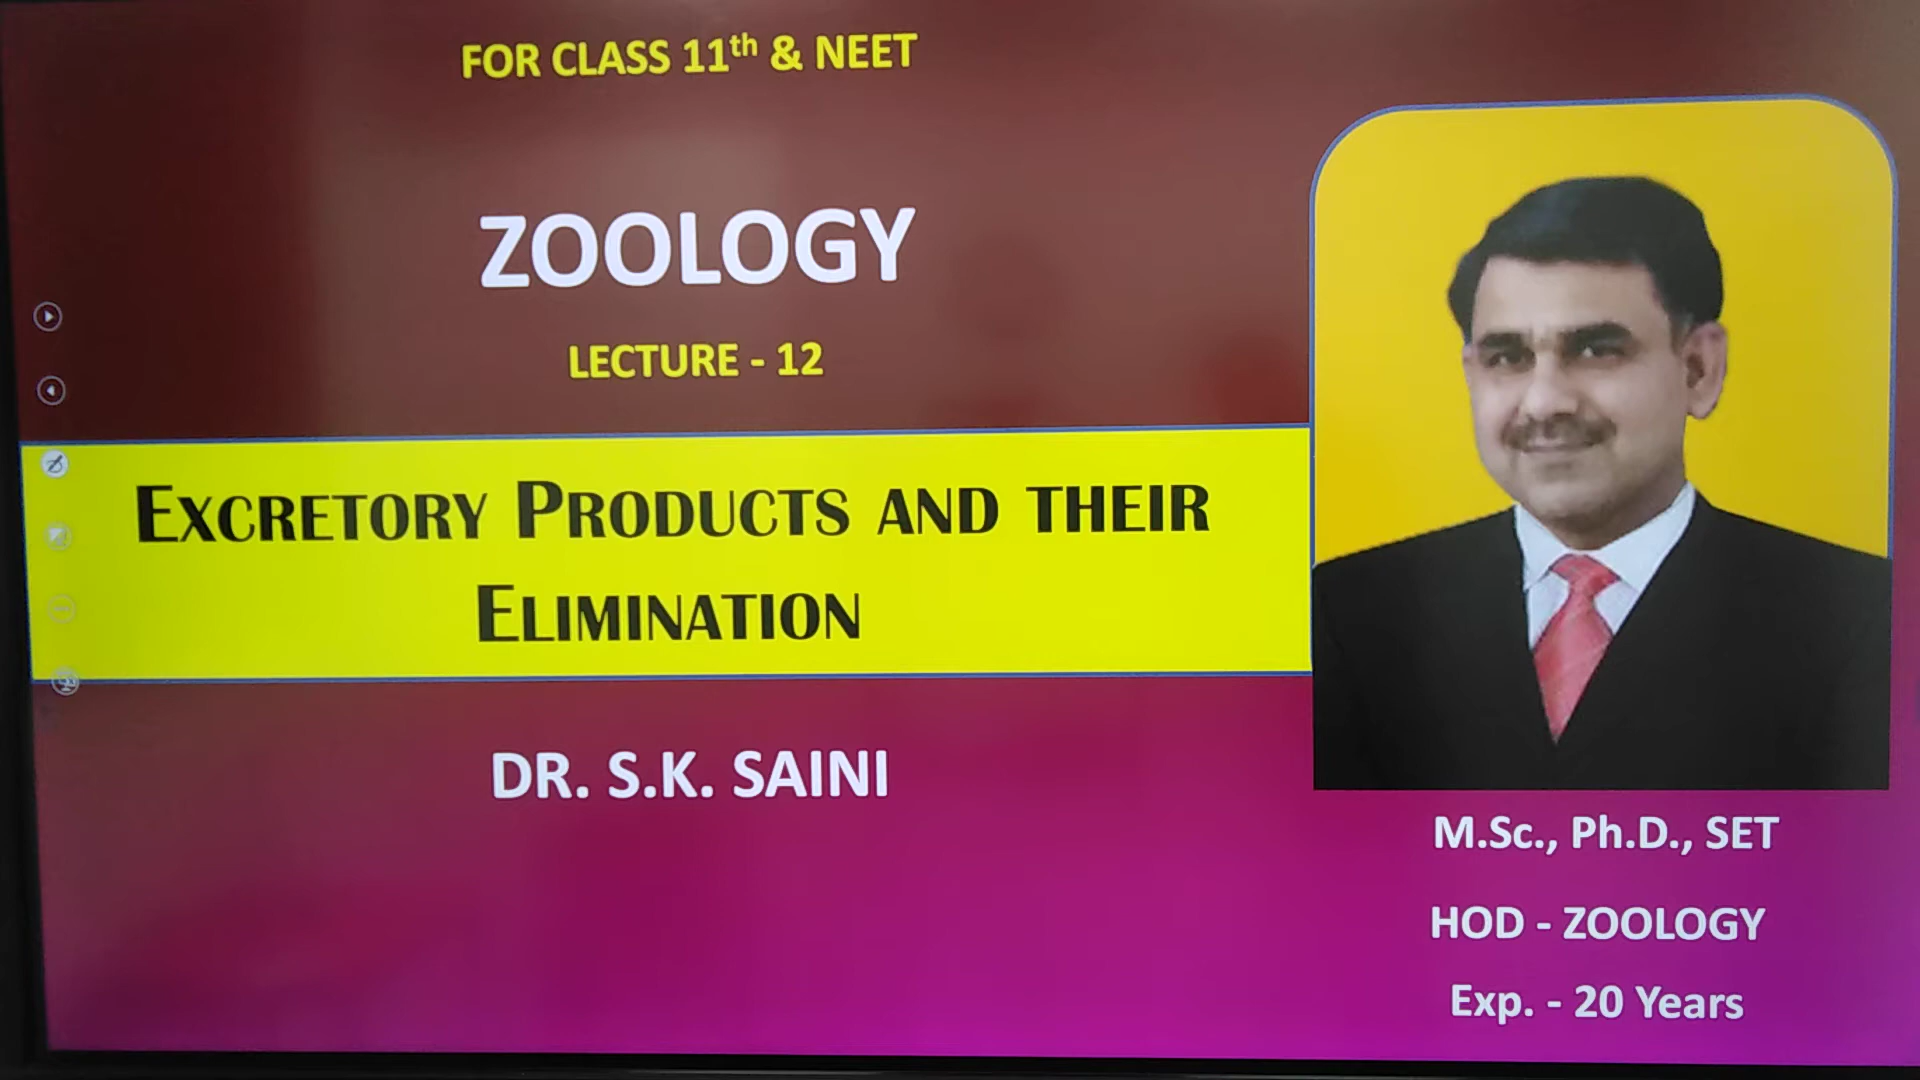 FOR CLASS 11th & NEET
ZOOLOGY
LECTURE - 12
EXCRETORY PRODUCTS AND THEIR
ELIMINATION
DR. S.K. SAINI
M.Sc., Ph.D., SET
HOD - ZOOLOGY
Exp. - 20 Years